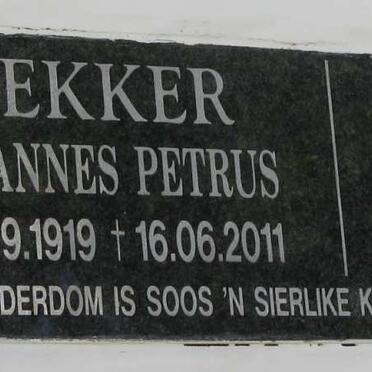 EKKER
ANNES PETRUS
9.1919 † 16.06.2011
DERDOM IS SOOS 'N SIERLIKE K